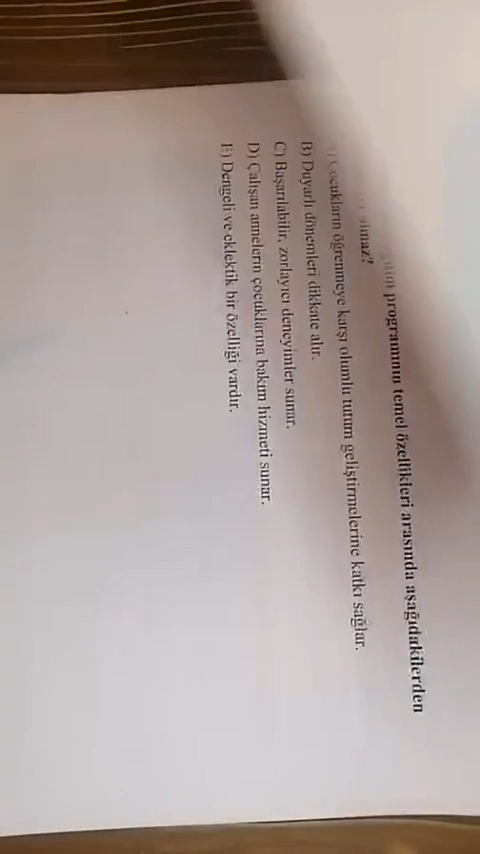 programının temel özellikleri arasında aşağıdakilerden
Çocukların öğrenmeye karşı olumlu tutum geliştirmelerine katkı sağlar.
B) Duyarlı dönemleri dikkate alır.
C) Başarılabilir, zorlayıcı deneyimler sunar.
D) Çalışan annelerin çocuklarına bakım hizmeti sunar.
E) Dengeli ve eklektik bir özelliği vardır.